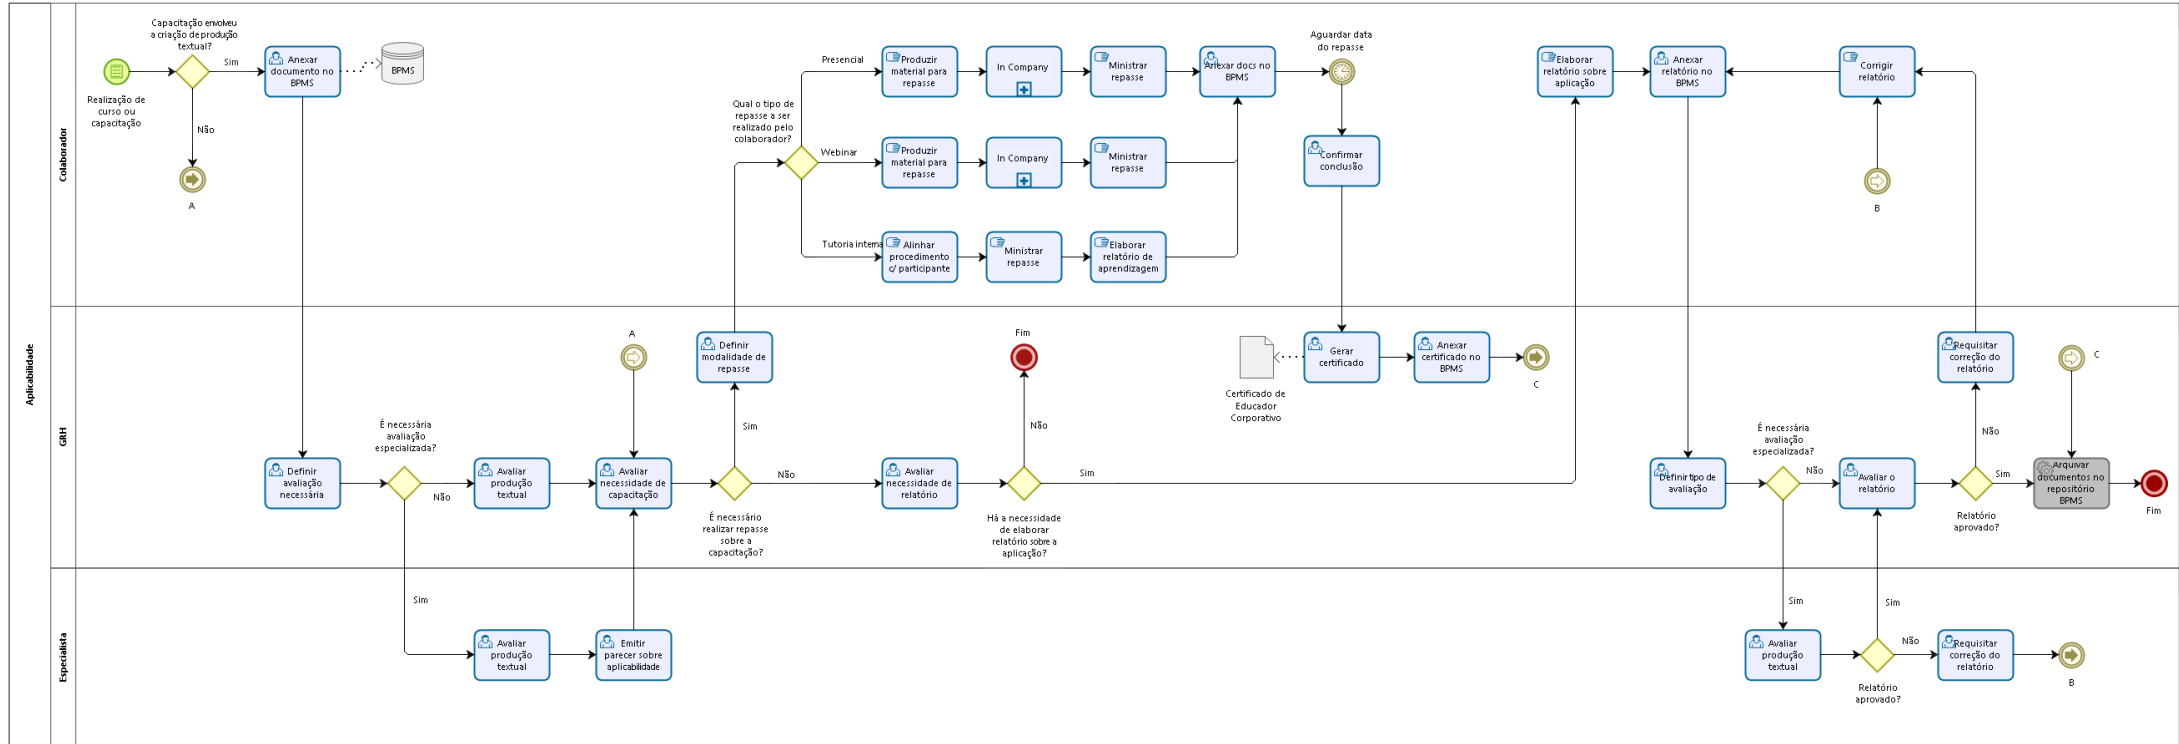 Aplicabilidade
Colaborador
Capacitação envolveu
a criação de produção
textual?
Realização de
curso ou
capacitação
Sim
Não
A
Anexar
documento no
BPMS
BPMS
Qual o tipo de
repasse a ser
realizado pelo
colaborador?
Presencial
Webinar
Tutoria interna
Produzir
material para
repasse
In Company
Ministrar
repasse
Anexar docs no
BPMS
Produzir
material para
repasse
In Company
Ministrar
repasse
Alinhar
procedimento
c/ participante
Ministrar
repasse
Elaborar
relatório de
aprendizagem
Aguardar data
do repasse
Confirmar
conclusão
Elaborar
relatório sobre
aplicação
Anexar
relatório no
BPMS
Corrigir
relatório
B
GRH
Definir
avaliação
necessária
É necessária
avaliação
especializada?
Não
Sim
Avaliar
produção
textual
A
Avaliar
necessidade de
capacitação
Definir
modalidade de
repasse
Sim
Não
É necessário
realizar repasse
sobre a
capacitação?
Avaliar
necessidade de
relatório
Fim
Não
Sim
Há a necessidade
de elaborar
relatório sobre a
aplicação?
Certificado de
Educador
Corporativo
Gerar
certificado
Anexar
certificado no
BPMS
C
Definir tipo de
avaliação
É necessária
avaliação
especializada?
Não
Sim
Avaliar o
relatório
Requisitar
correção do
relatório
Não
Sim
Relatório
aprovado?
C
Arquivar
documentos no
repositório
BPMS
Fim
Especialista
Avaliar
produção
textual
Emitir
parecer sobre
aplicabilidade
Avaliar
produção
textual
Sim
Não
Relatório
aprovado?
Requisitar
correção do
relatório
B